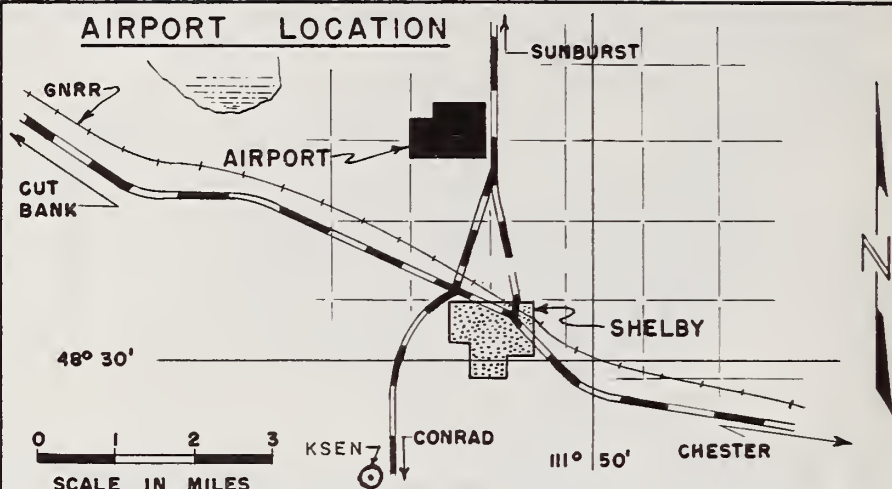 AIRPORT LOCATION
SUNBURST
GNRR
AIRPORT
CUT
BANK
N
SHELBY
48° 30'
0 1 2 3
SCALE IN MILES
KSEN
CONRAD
111° 50'
CHESTER